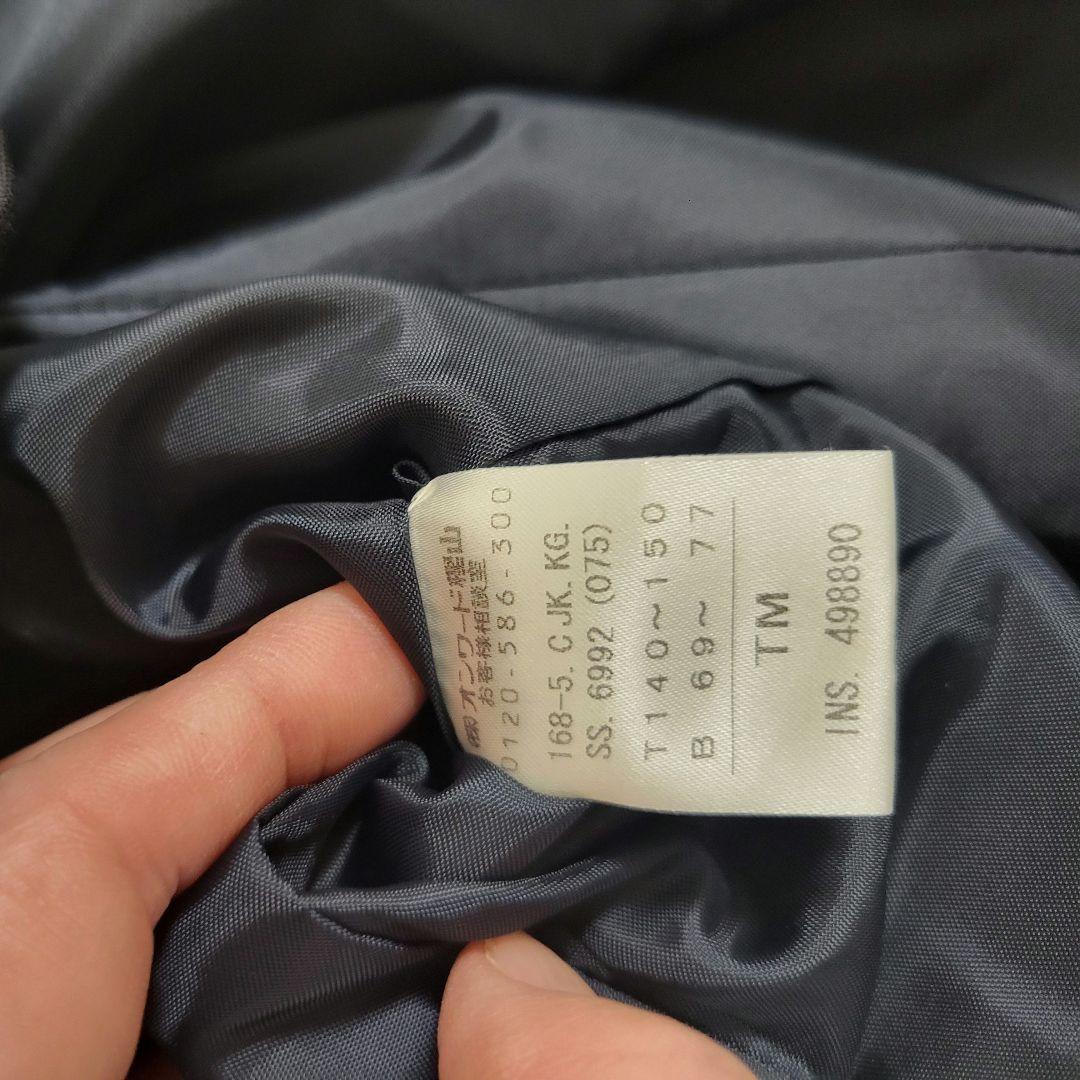 ㈱オンワード樫山
お客様相談室
0120-586-300
168-5. CJK. KG.
SS. 6992 (075)
T140～150
B 69～ 77
TM
INS. 498890